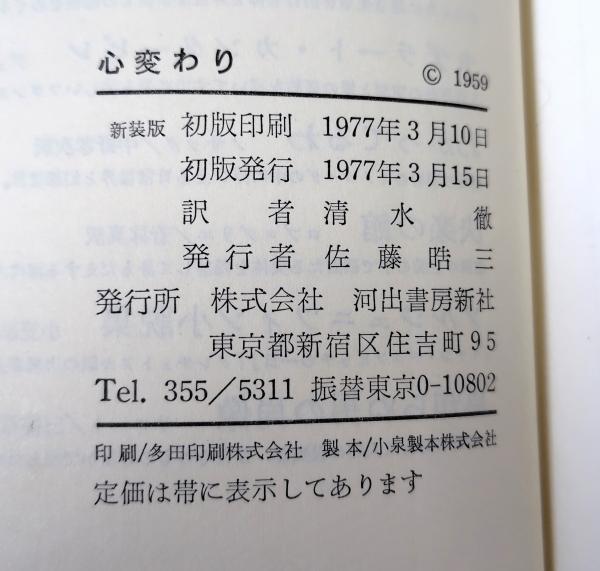 心変わり
© 1959
新装版 初版印刷 1977年3月10日
初版発行 1977年3月15日
訳者 清水徹
発行者 佐藤晧三
発行所 株式会社 河出書房新社
東京都新宿区住吉町95
Tel. 355/5311 振替東京0-10802
印刷/多田印刷株式会社 製本/小泉製本株式会社
定価は帯に表示してあります